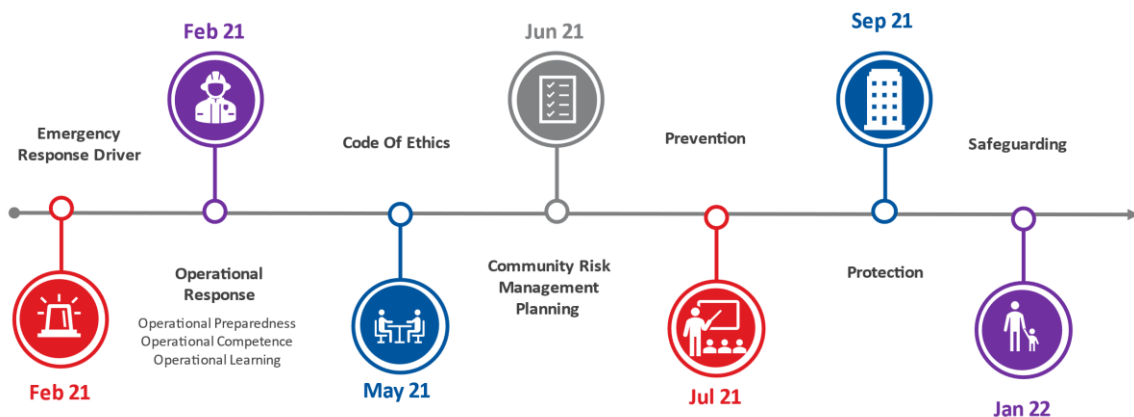 Feb 21
Jun 21
Sep 21
Emergency
Response Driver
Code Of Ethics
Prevention
Safeguarding
Operational
Response
Operational Preparedness
Operational Competence
Operational Learning
Community Risk
Management
Planning
Protection
Feb 21
May 21
Jul 21
Jan 22